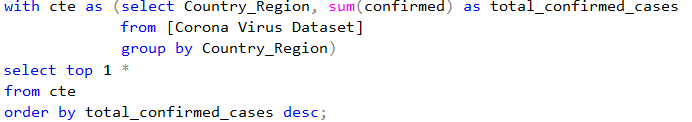 with cte as (select Country_Region, sum(confirmed) as total_confirmed_cases
from [Corona Virus Dataset]
group by Country_Region)
select top 1 *
from cte
order by total_confirmed_cases desc;